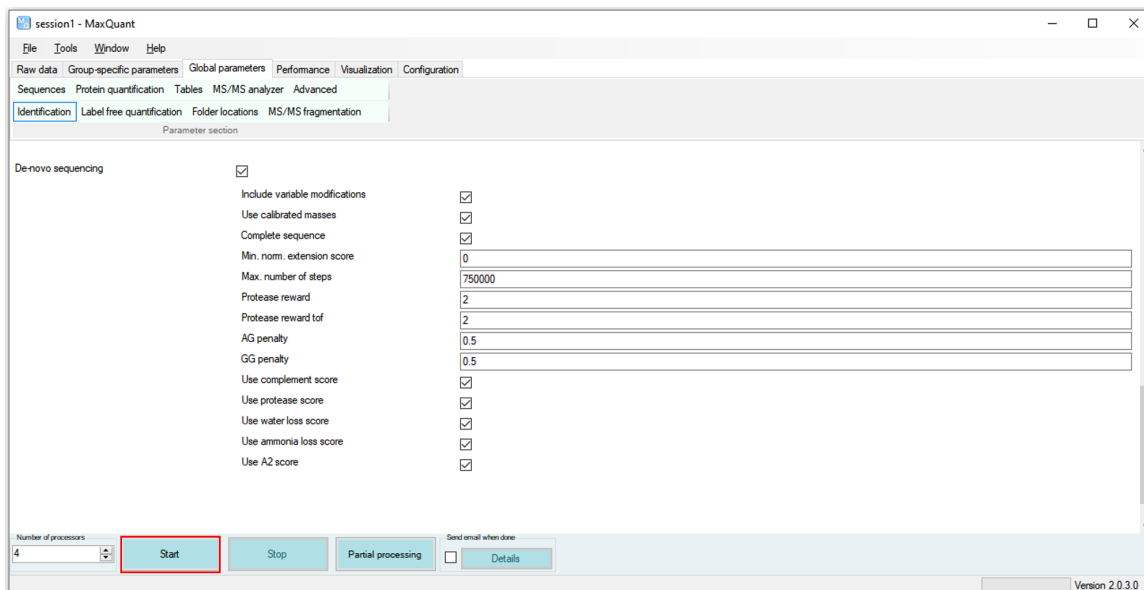 session1 - MaxQuant
File Tools Window Help
Raw data Group-specific parameters Global parameters Performance Visualization Configuration
Sequences Protein quantification Tables MS/MS analyzer Advanced
Identification Label free quantification Folder locations MS/MS fragmentation
Parameter section
De-novo sequencing
Include variable modifications
Use calibrated masses
Complete sequence
Min. norm. extension score 0
Max. number of steps 750000
Protease reward 2
Protease reward tof 2
AG penalty 0.5
GG penalty 0.5
Use complement score
Use protease score
Use water loss score
Use ammonia loss score
Use A2 score
Number of processors Send email when done
4 Start Stop Partial processing Details
Version 2.0.3.0